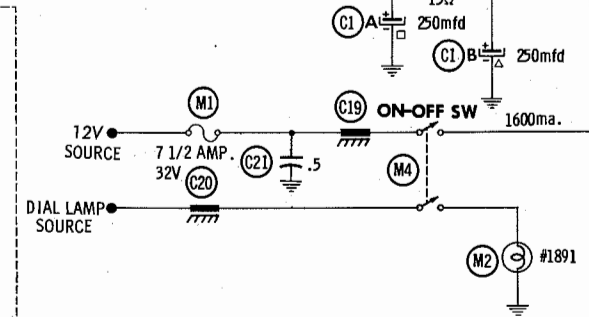 15Ω
C1 A 250mfd
C1 B 250mfd
M1
C19 ON-OFF SW
12V SOURCE
1600ma.
7 1/2 AMP.
32V
C21 .5
C20
M4
DIAL LAMP SOURCE
M2 #1891